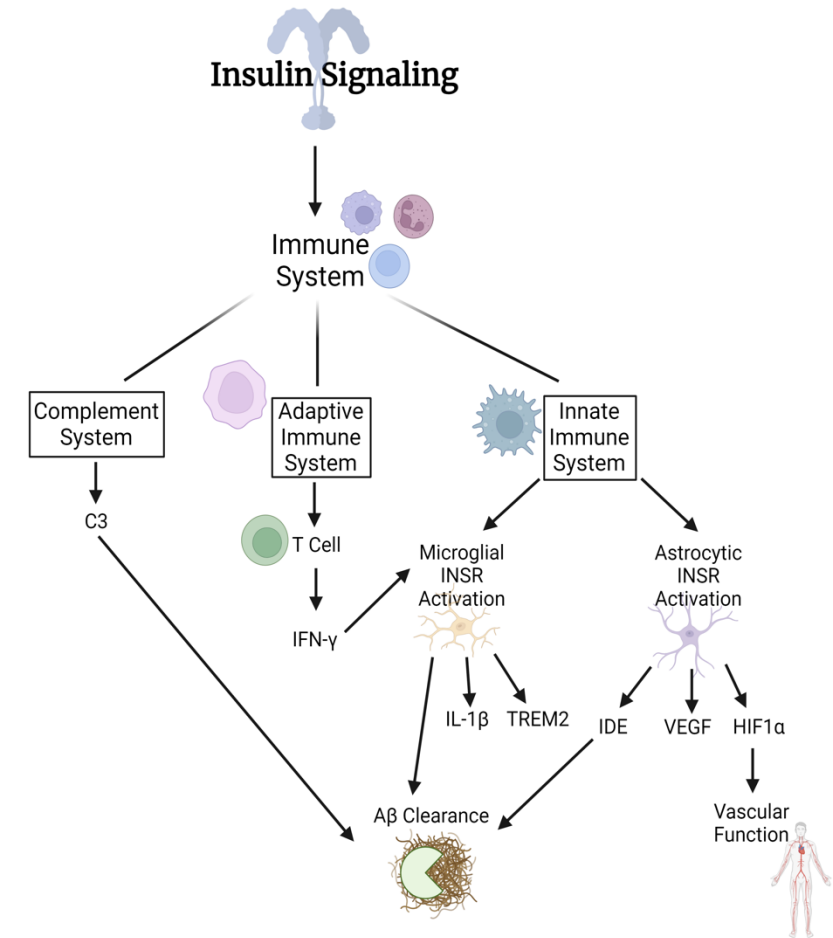 Insulin Signaling
Immune
System
Complement
System
Adaptive
Immune
System
Innate
Immune
System
C3
T Cell
Microglial
INSR
Activation
Astrocytic
INSR
Activation
IFN-γ
IL-1β
TREM2
IDE
VEGF
HIF1α
Aβ Clearance
Vascular
Function